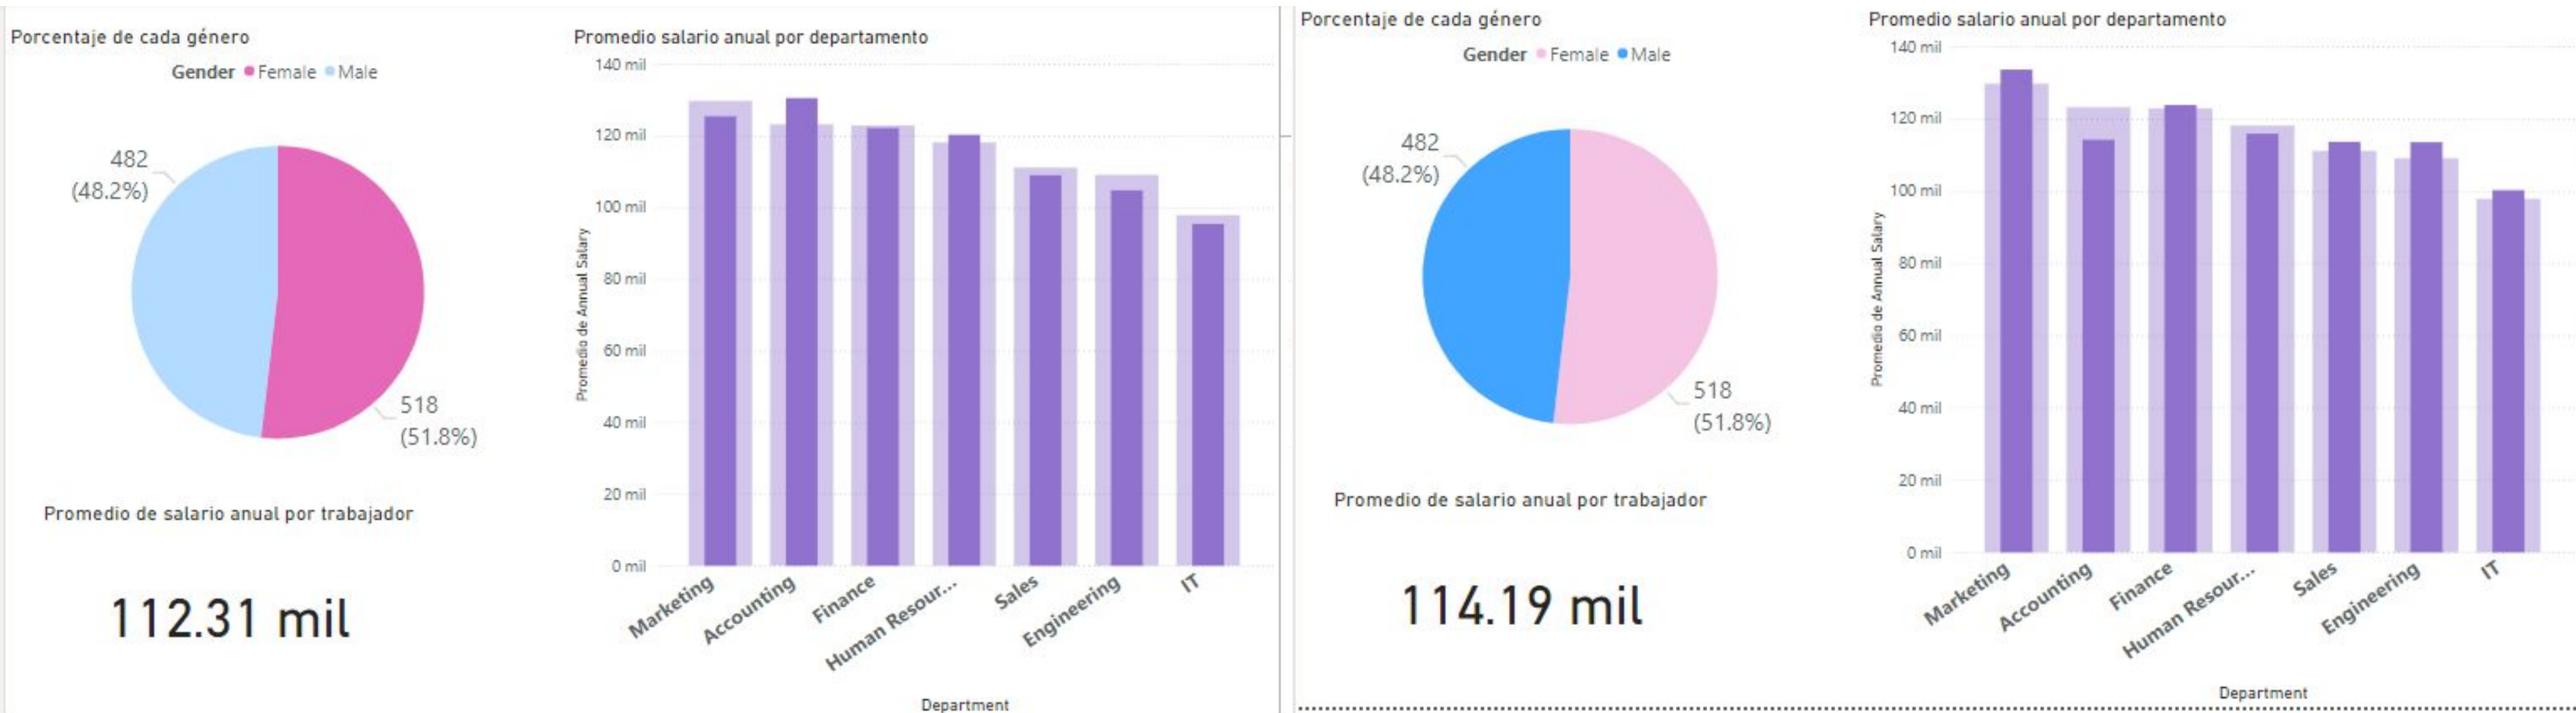 Porcentaje de cada género
Gender Female Male
482
(48.2%)
518
(51.8%)
Promedio de salario anual por trabajador
112.31 mil
Promedio salario anual por departamento
Promedio de Annual Salary
140 mil
120 mil
100 mil
80 mil
60 mil
40 mil
20 mil
0 mil
Marketing
Accounting
Finance
Human Resour...
Sales
Engineering
IT
Department
Porcentaje de cada género
Gender Female Male
482
(48.2%)
518
(51.8%)
Promedio de salario anual por trabajador
114.19 mil
Promedio salario anual por departamento
Promedio de Annual Salary
140 mil
120 mil
100 mil
80 mil
60 mil
40 mil
20 mil
0 mil
Marketing
Accounting
Finance
Human Resour...
Sales
Engineering
IT
Department